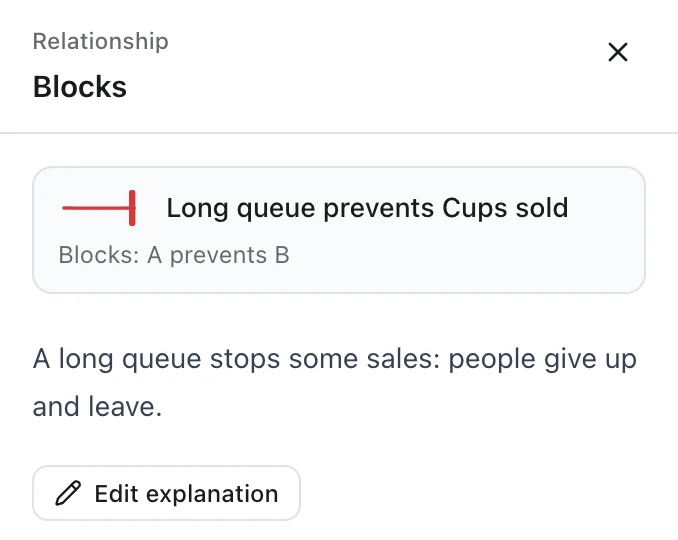 Relationship
Blocks
Long queue prevents Cups sold
Blocks: A prevents B
A long queue stops some sales: people give up
and leave.
Edit explanation